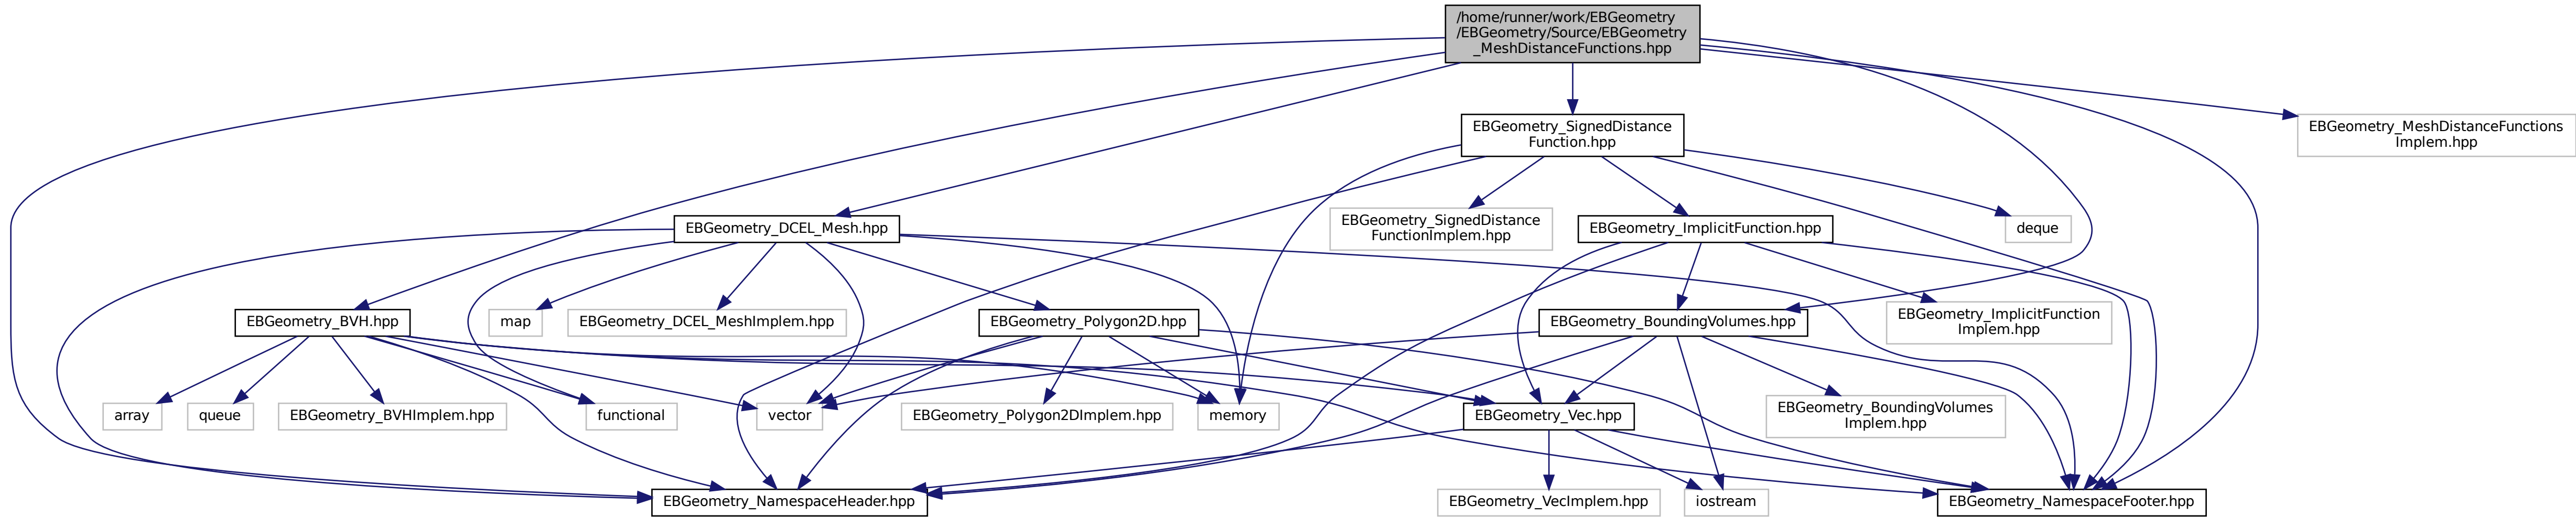 /home/runner/work/EBGeometry
/EBGeometry/Source/EBGeometry
_MeshDistanceFunctions.hpp
EBGeometry_SignedDistance
Function.hpp
EBGeometry_MeshDistanceFunctions
Implem.hpp
EBGeometry_DCEL_Mesh.hpp
EBGeometry_SignedDistance
FunctionImplem.hpp
EBGeometry_ImplicitFunction.hpp
deque
EBGeometry_BVH.hpp
map
EBGeometry_DCEL_MeshImplem.hpp
EBGeometry_Polygon2D.hpp
EBGeometry_BoundingVolumes.hpp
EBGeometry_ImplicitFunction
Implem.hpp
array
queue
EBGeometry_BVHImplem.hpp
functional
vector
EBGeometry_Polygon2DImplem.hpp
memory
EBGeometry_Vec.hpp
EBGeometry_BoundingVolumes
Implem.hpp
EBGeometry_NamespaceHeader.hpp
EBGeometry_VecImplem.hpp
iostream
EBGeometry_NamespaceFooter.hpp